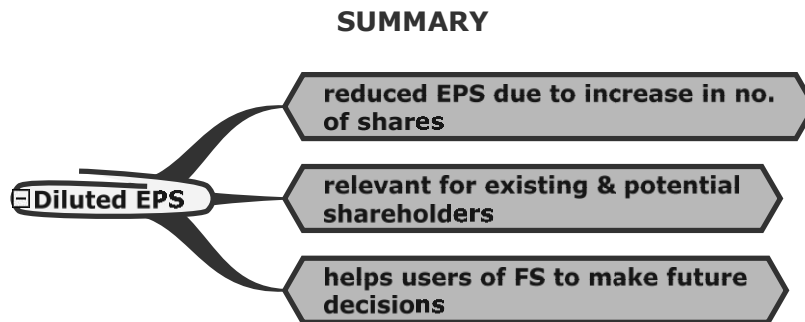 SUMMARY
reduced EPS due to increase in no.
of shares
Diluted EPS
relevant for existing & potential
shareholders
helps users of FS to make future
decisions